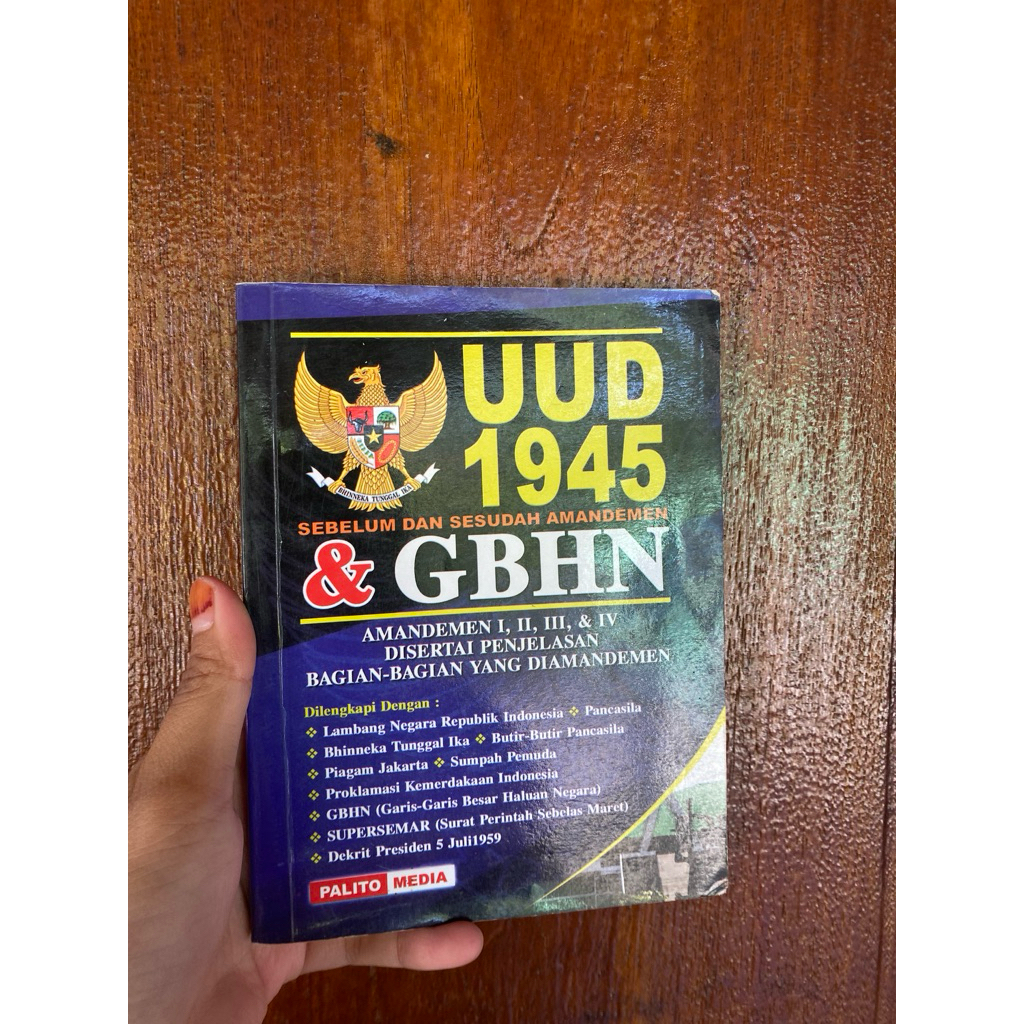 UUD
1945
BHINNEKA TUNGGAL IKA
SEBELUM DAN SESUDAH AMANDEMEN
& GBHN
AMANDEMEN I, II, III, & IV
DISERTAI PENJELASAN
BAGIAN-BAGIAN YANG DIAMANDEMEN
Dilengkapi Dengan :
❖ Lambang Negara Republik Indonesia ❖ Pancasila
❖ Bhinneka Tunggal Ika ❖ Butir-Butir Pancasila
❖ Piagam Jakarta ❖ Sumpah Pemuda
❖ Proklamasi Kemerdakaan Indonesia
❖ GBHN (Garis-Garis Besar Haluan Negara)
❖ SUPERSEMAR (Surat Perintah Sebelas Maret)
❖ Dekrit Presiden 5 Juli1959
PALITO MEDIA